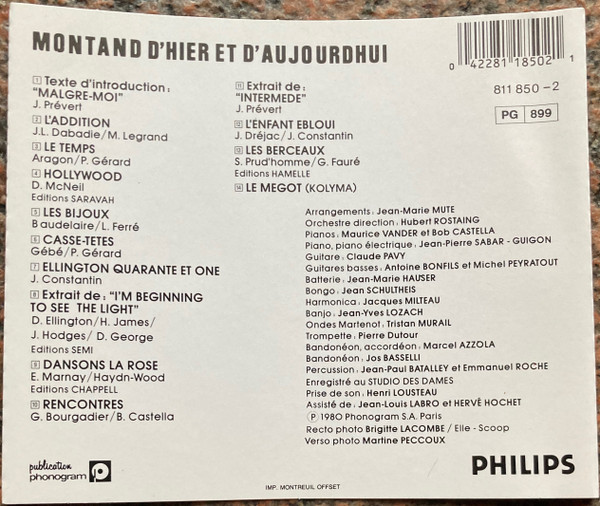 MONTAND D'HIER ET D'AUJOURDHUI
0 42281 18502 1
811 850-2
PG 899
1 Texte d'introduction:
"MALGRE-MOI"
J. Prévert
2 L'ADDITION
J.L. Dabadie/M. Legrand
3 LE TEMPS
Aragon/P. Gérard
4 HOLLYWOOD
D. McNeil
Editions SARAVAH
5 LES BIJOUX
Baudelaire/L. Ferré
6 CASSE-TETES
Gébé/P. Gérard
7 ELLINGTON QUARANTE ET ONE
J. Constantin
8 Extrait de: "I'M BEGINNING
TO SEE THE LIGHT"
D. Ellington/H. James/
J. Hodges/D. George
Editions SEMI
9 DANSONS LA ROSE
E. Marnay/Haydn-Wood
Editions CHAPPELL
10 RENCONTRES
G. Bourgadier/B. Castella
11 Extrait de:
"INTERMEDE"
J. Prévert
12 L'ENFANT EBLOUI
J. Dréjac/J. Constantin
13 LES BERCEAUX
S. Prud'homme/G. Fauré
Editions HAMELLE
14 LE MEGOT (KOLYMA)
Arrangements: Jean-Marie MUTE
Orchestre direction: Hubert ROSTAING
Pianos: Maurice VANDER et Bob CASTELLA
Piano, piano électrique: Jean-Pierre SABAR - GUIGON
Guitare: Claude PAVY
Guitares basses: Antoine BONFILS et Michel PEYRATOUT
Batterie: Jean-Marie HAUSER
Bongo: Jean SCHULTHEIS
Harmonica: Jacques MILTEAU
Banjo: Jean-Yves LOZACH
Ondes Martenot: Tristan MURAIL
Trompette: Pierre Dutour
Bandonéon, accordéon: Marcel AZZOLA
Bandonéon: Jos BASSELLI
Percussion: Jean-Paul BATALLEY et Emmanuel ROCHE
Enregistré au STUDIO DES DAMES
Prise de son: Henri LOUSTEAU
Assisté de: Jean-Louis LABRO et HERVÉ HOCHET
Ⓟ 1980 Phonogram S.A. Paris
Recto photo Brigitte LACOMBE / Elle - Scoop
Verso photo Martine PECCOUX
publication
phonogram
PHILIPS
IMP. MONTREUIL OFFSET